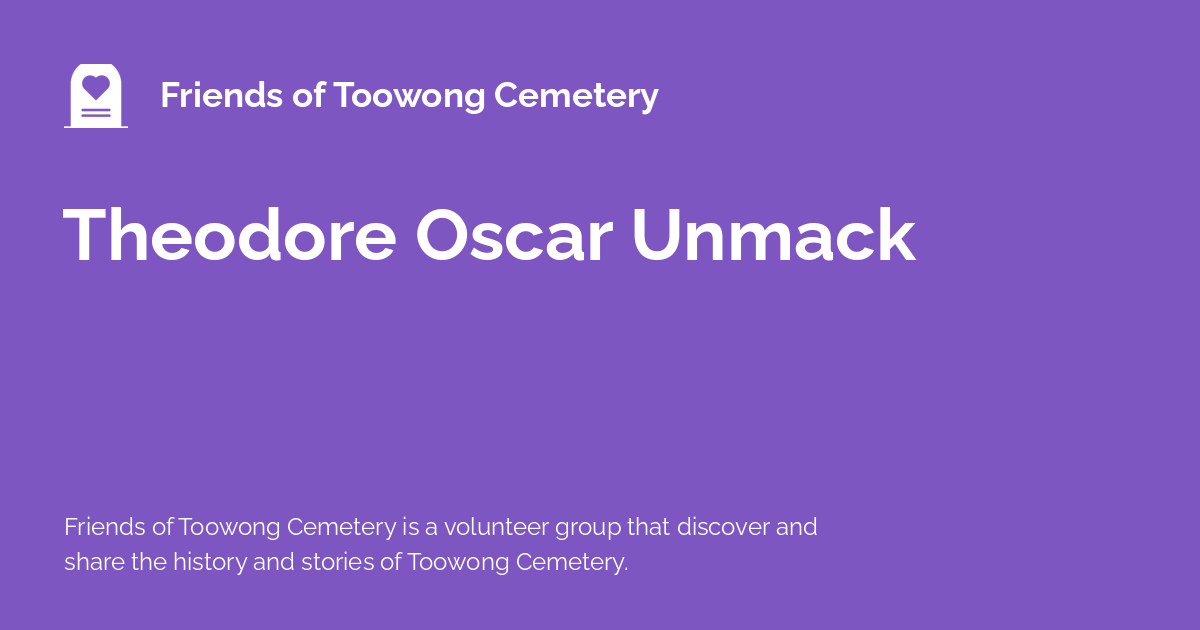 Friends of Toowong Cemetery
Theodore Oscar Unmack
Friends of Toowong Cemetery is a volunteer group that discover and
share the history and stories of Toowong Cemetery.